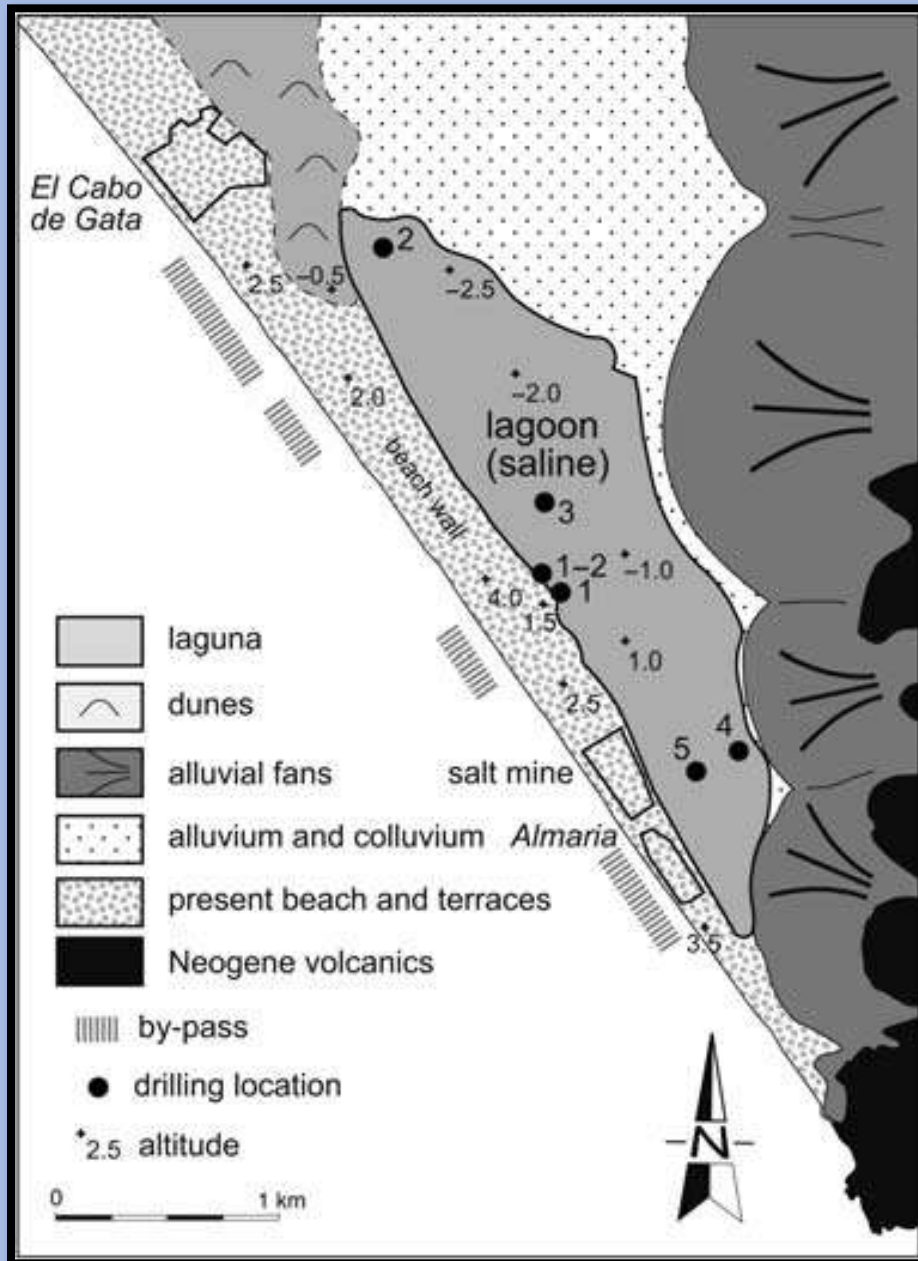 El Cabo
de Gata
2
2.5
–0.5
–2.5
2.0
–2.0
lagoon
(saline)
beach wall
3
1–2
–1.0
1
4.0
1.5
1.0
2.5
4
5
salt mine
Almaria
3.5
laguna
dunes
alluvial fans
alluvium and colluvium
present beach and terraces
Neogene volcanics
by-pass
drilling location
2.5 altitude
0 1 km
N